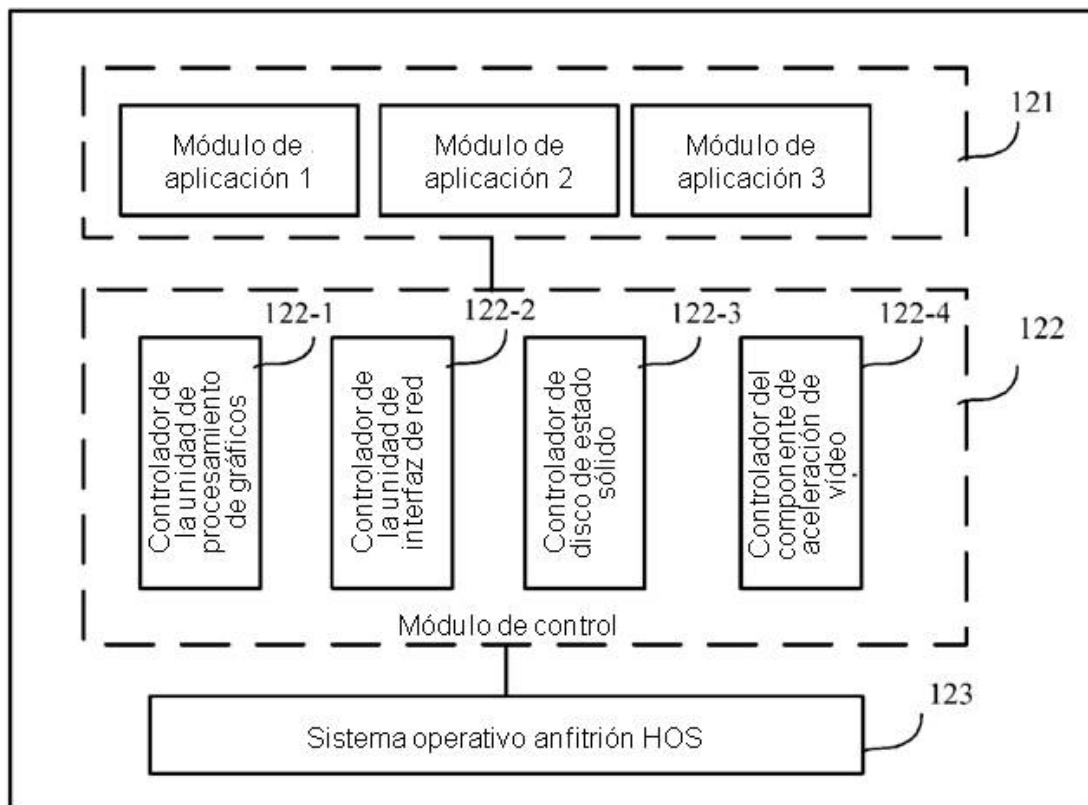 121
Módulo de
aplicación 1
Módulo de
aplicación 2
Módulo de
aplicación 3
122-1
122-2
122-3
122-4
122
Controlador de
la unidad de
procesamiento
de gráficos
Controlador de
la unidad de
interfaz de red
Controlador de
disco de estado
sólido
Controlador del
componente de
aceleración de
vídeo
Módulo de control
123
Sistema operativo anfitrión HOS